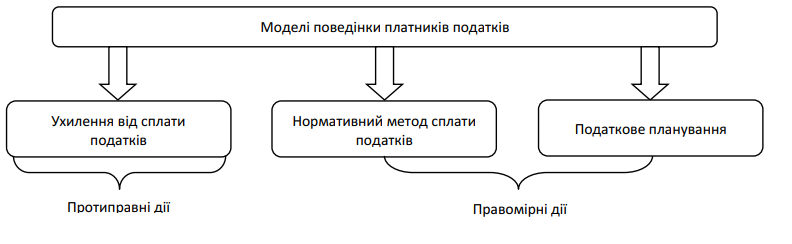 Моделі поведінки платників податків
Ухилення від сплати
податків
Нормативний метод сплати
податків
Податкове планування
Протиправні дії
Правомірні дії